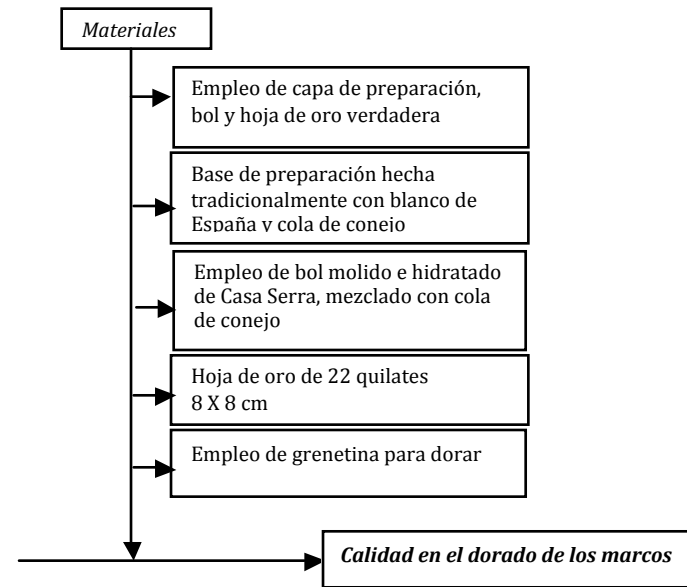 Materiales
Empleo de capa de preparación,
bol y hoja de oro verdadera
Base de preparación hecha
tradicionalmente con blanco de
España y cola de conejo
Empleo de bol molido e hidratado
de Casa Serra, mezclado con cola
de conejo
Hoja de oro de 22 quilates
8 X 8 cm
Empleo de grenetina para dorar
Calidad en el dorado de los marcos